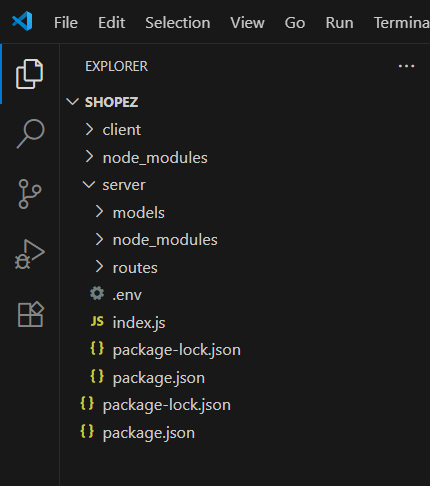 File Edit Selection View Go Run Termina
EXPLORER
SHOPEZ
client
node_modules
server
models
node_modules
routes
.env
JS index.js
{} package-lock.json
{} package.json
{} package-lock.json
{} package.json